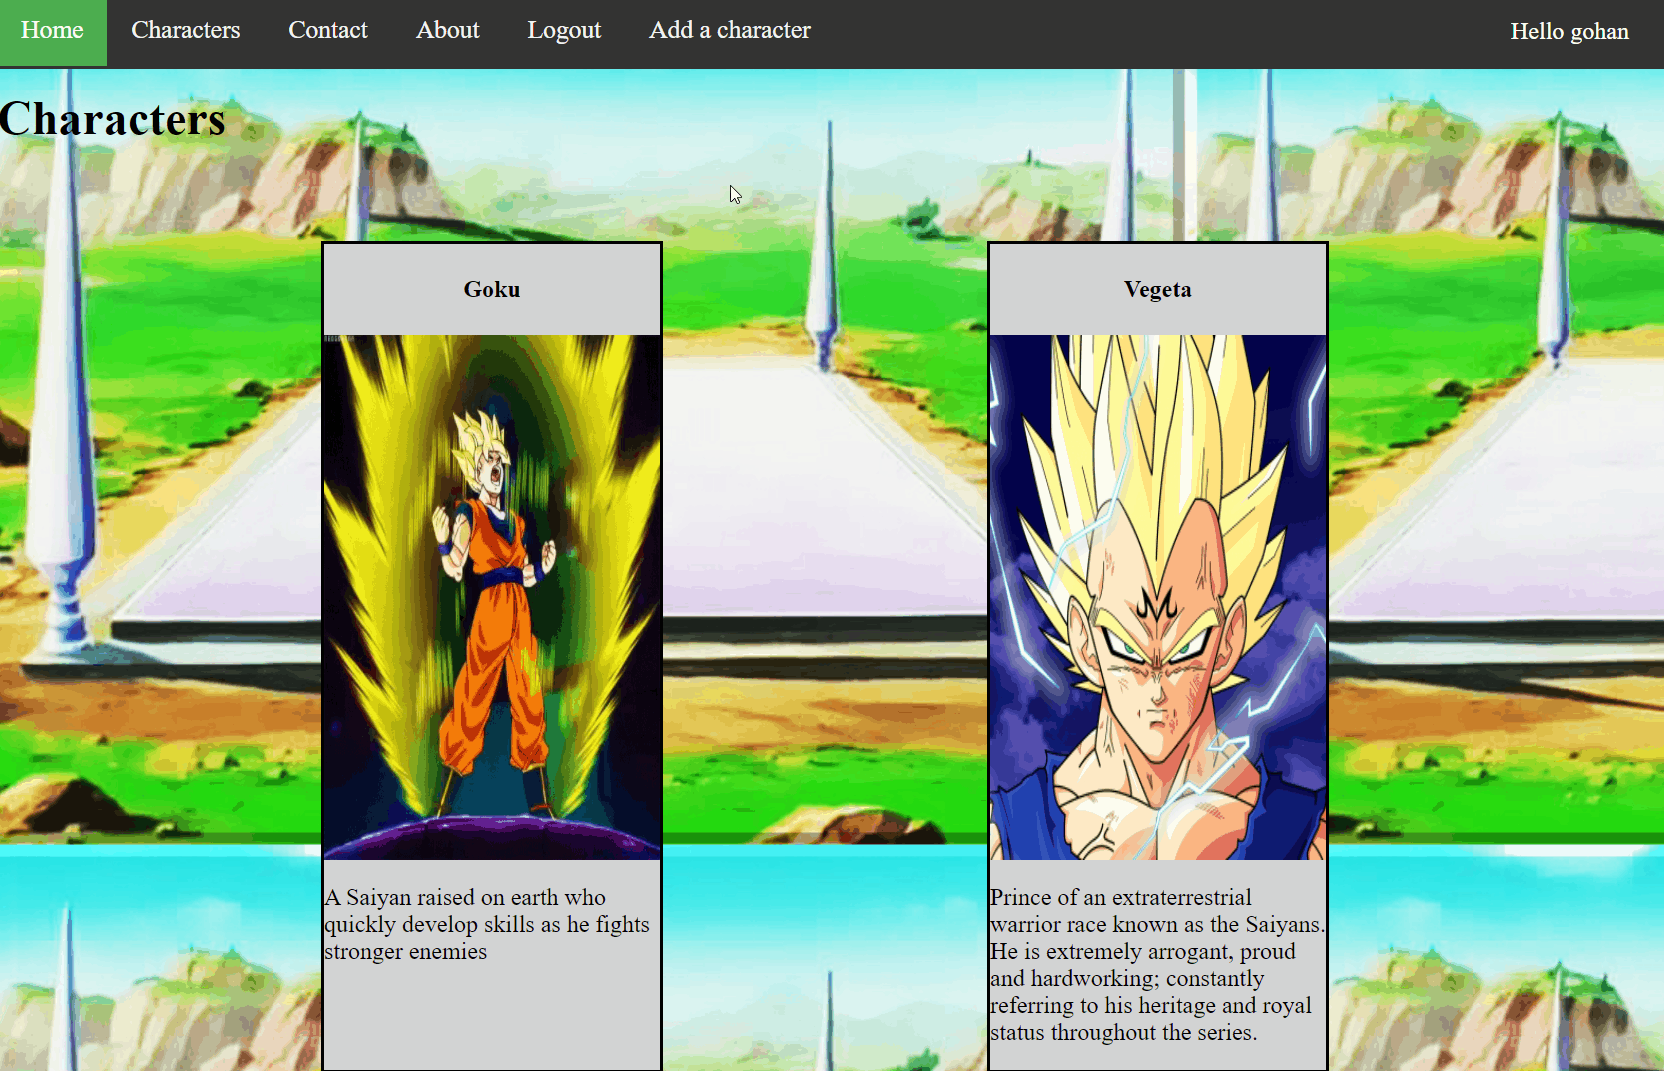 Home Characters Contact About Logout Add a character Hello gohan
Characters
Goku
Vegeta
A Saiyan raised on earth who
quickly develop skills as he fights
stronger enemies
Prince of an extraterrestrial
warrior race known as the Saiyans.
He is extremely arrogant, proud
and hardworking; constantly
referring to his heritage and royal
status throughout the series.